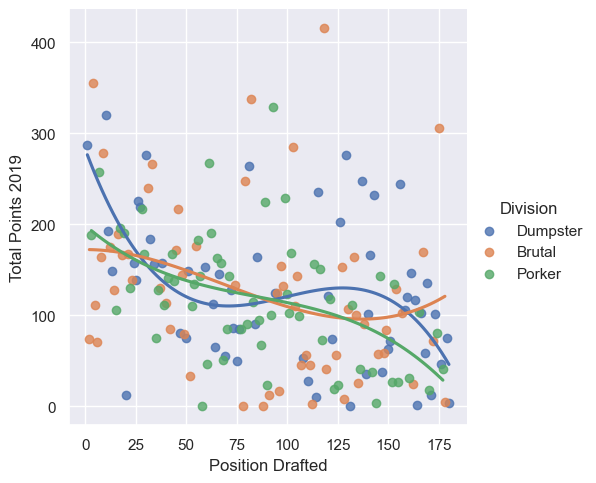 400
300
200
100
0
Total Points 2019
0 25 50 75 100 125 150 175
Position Drafted
Division
Dumpster
Brutal
Porker